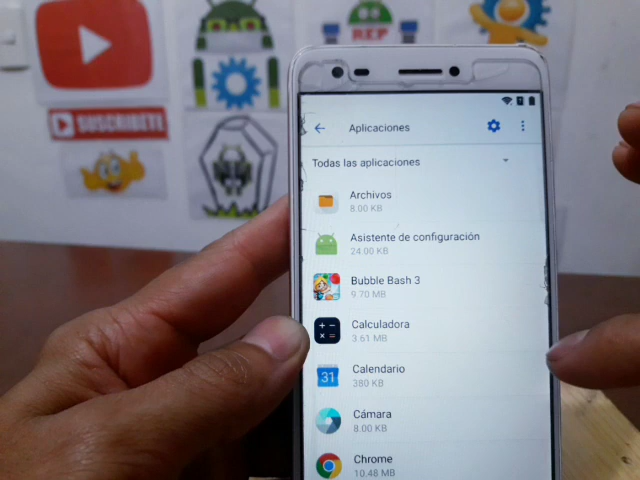 REP
SUSCRIBETE
Aplicaciones
Todas las aplicaciones
Archivos
8.00 KB
Asistente de configuración
24.00 KB
Bubble Bash 3
9.70 MB
Calculadora
3.61 MB
31
Calendario
380 KB
Cámara
8.00 KB
Chrome
10.48 MB